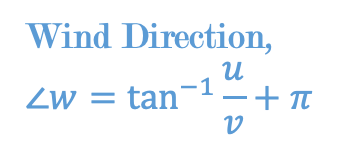 Wind Direction,
∠w = tan⁻¹ u/v + π